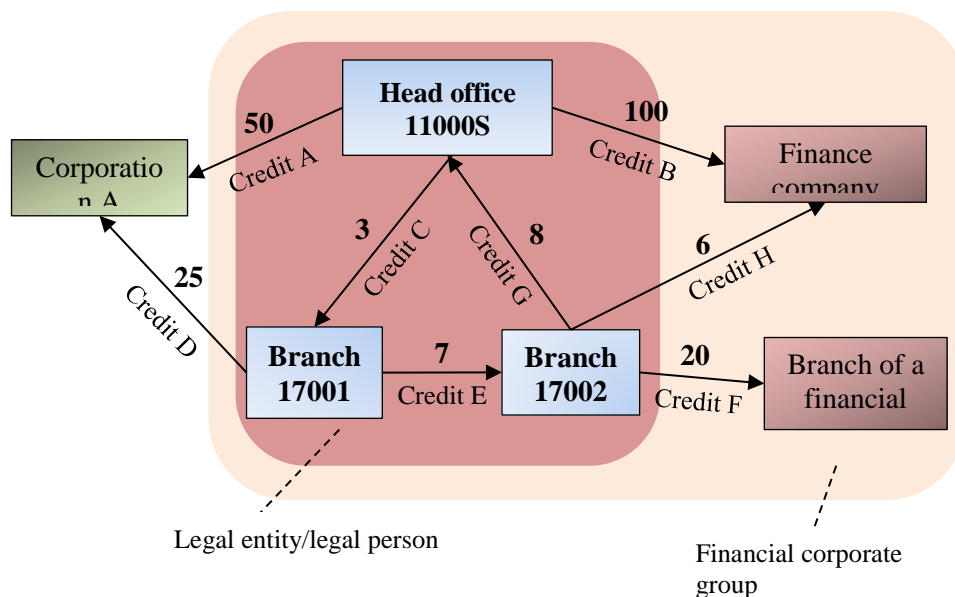 Head office
11000S
50
100
Credit A
Credit B
Corporatio
n A
Finance
company
3
8
6
Credit C
Credit G
Credit H
25
Credit D
Branch
17001
7
Credit E
Branch
17002
20
Credit F
Branch of a
financial
Legal entity/legal person
Financial corporate
group